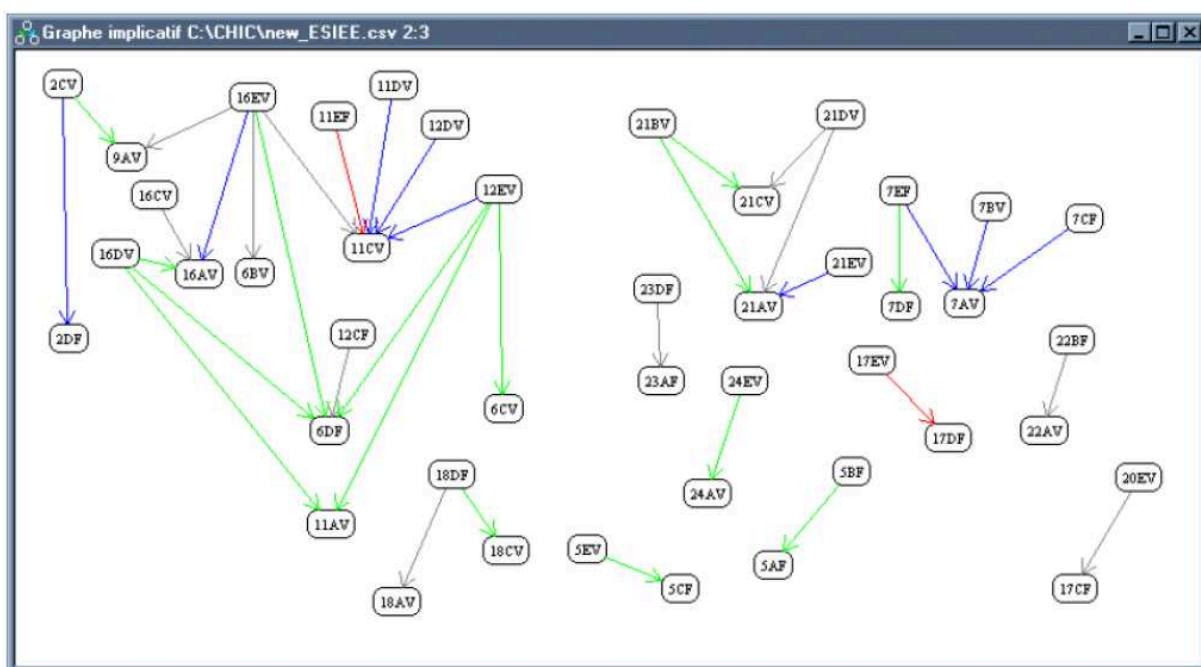 Graphe implicatif C:\CHIC\new_ESIEE.csv 2:3
2CV
16EV
11DV
11EF
12DV
21BV
21DV
9AV
16CV
12EV
21CV
7EF
7BV
7CF
16DV
16AV
6BV
11CV
21EV
23DF
21AV
7DF
7AV
2DF
12CF
22BF
23AF
24EV
17EV
6CV
6DF
17DF
22AV
18DF
24AV
5BF
20EV
11AV
18CV
5EV
5AF
5CF
17CF
18AV